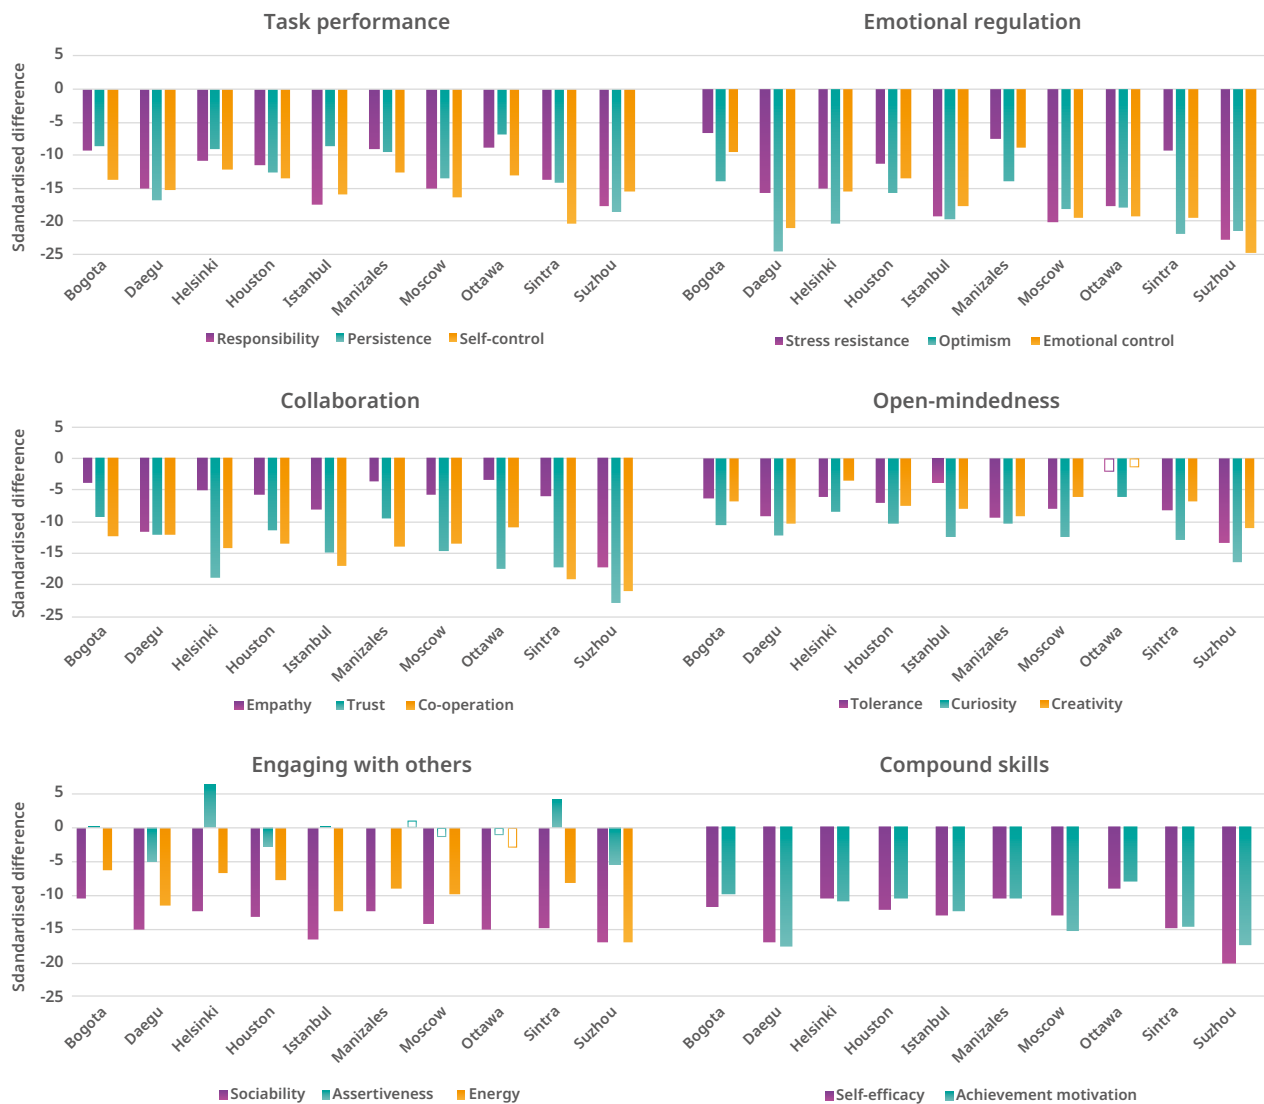 Task performance
Sdandardised difference
5
0
-5
-10
-15
-20
-25
Bogota
Daegu
Helsinki
Houston
Istanbul
Manizales
Moscow
Ottawa
Sintra
Suzhou
Responsibility Persistence Self-control
Emotional regulation
Bogota
Daegu
Helsinki
Houston
Istanbul
Manizales
Moscow
Ottawa
Sintra
Suzhou
Stress resistance Optimism Emotional control
Collaboration
Sdandardised difference
5
0
-5
-10
-15
-20
-25
Bogota
Daegu
Helsinki
Houston
Istanbul
Manizales
Moscow
Ottawa
Sintra
Suzhou
Empathy Trust Co-operation
Open-mindedness
Bogota
Daegu
Helsinki
Houston
Istanbul
Manizales
Moscow
Ottawa
Sintra
Suzhou
Tolerance Curiosity Creativity
Engaging with others
Sdandardised difference
5
0
-5
-10
-15
-20
-25
Bogota
Daegu
Helsinki
Houston
Istanbul
Manizales
Moscow
Ottawa
Sintra
Suzhou
Sociability Assertiveness Energy
Compound skills
Bogota
Daegu
Helsinki
Houston
Istanbul
Manizales
Moscow
Ottawa
Sintra
Suzhou
Self-efficacy Achievement motivation